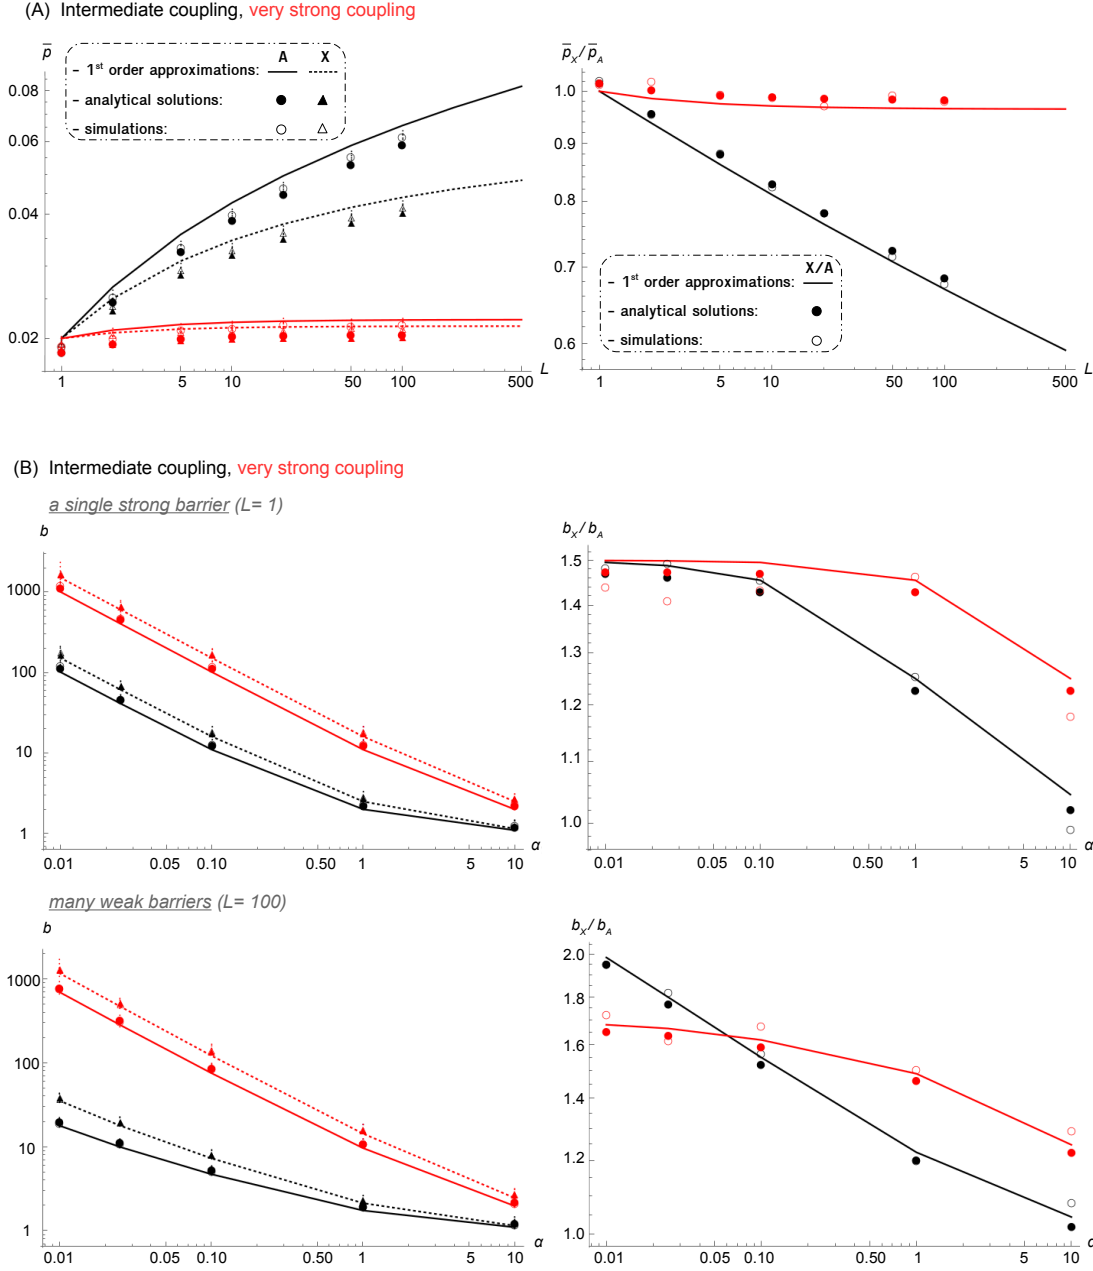 (A) Intermediate coupling, very strong coupling
p̅
A X
– 1st order approximations:
– analytical solutions:
– simulations:
0.08
0.06
0.04
0.02
1 5 10 50 100 500 L
p̅X/p̅A
1.0
0.9
0.8
0.7
0.6
X/A
– 1st order approximations:
– analytical solutions:
– simulations:
1 5 10 50 100 500 L
(B) Intermediate coupling, very strong coupling
a single strong barrier (L= 1)
b
1000
100
10
1
0.01 0.05 0.10 0.50 1 5 10 α
bX/bA
1.5
1.4
1.3
1.2
1.1
1.0
0.01 0.05 0.10 0.50 1 5 10 α
many weak barriers (L= 100)
b
1000
100
10
1
0.01 0.05 0.10 0.50 1 5 10 α
bX/bA
2.0
1.8
1.6
1.4
1.2
1.0
0.01 0.05 0.10 0.50 1 5 10 α